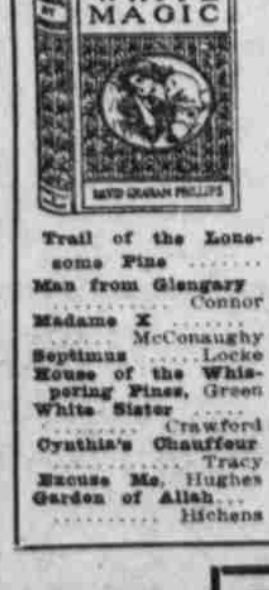 BY
MAGIC
DAVID GRAHAM PHILLIPS
Trail of the Lone-
some Pine .......
Man from Glengary
........... Connor
Madame X .......
...... McConaughy
Septimus .....Locke
House of the Whis-
pering Pines, Green
White Sister .....
......... Crawford
Cynthia's Chauffeur
............ Tracy
Excuse Me, Hughes
Garden of Allah...
.......... Hichens